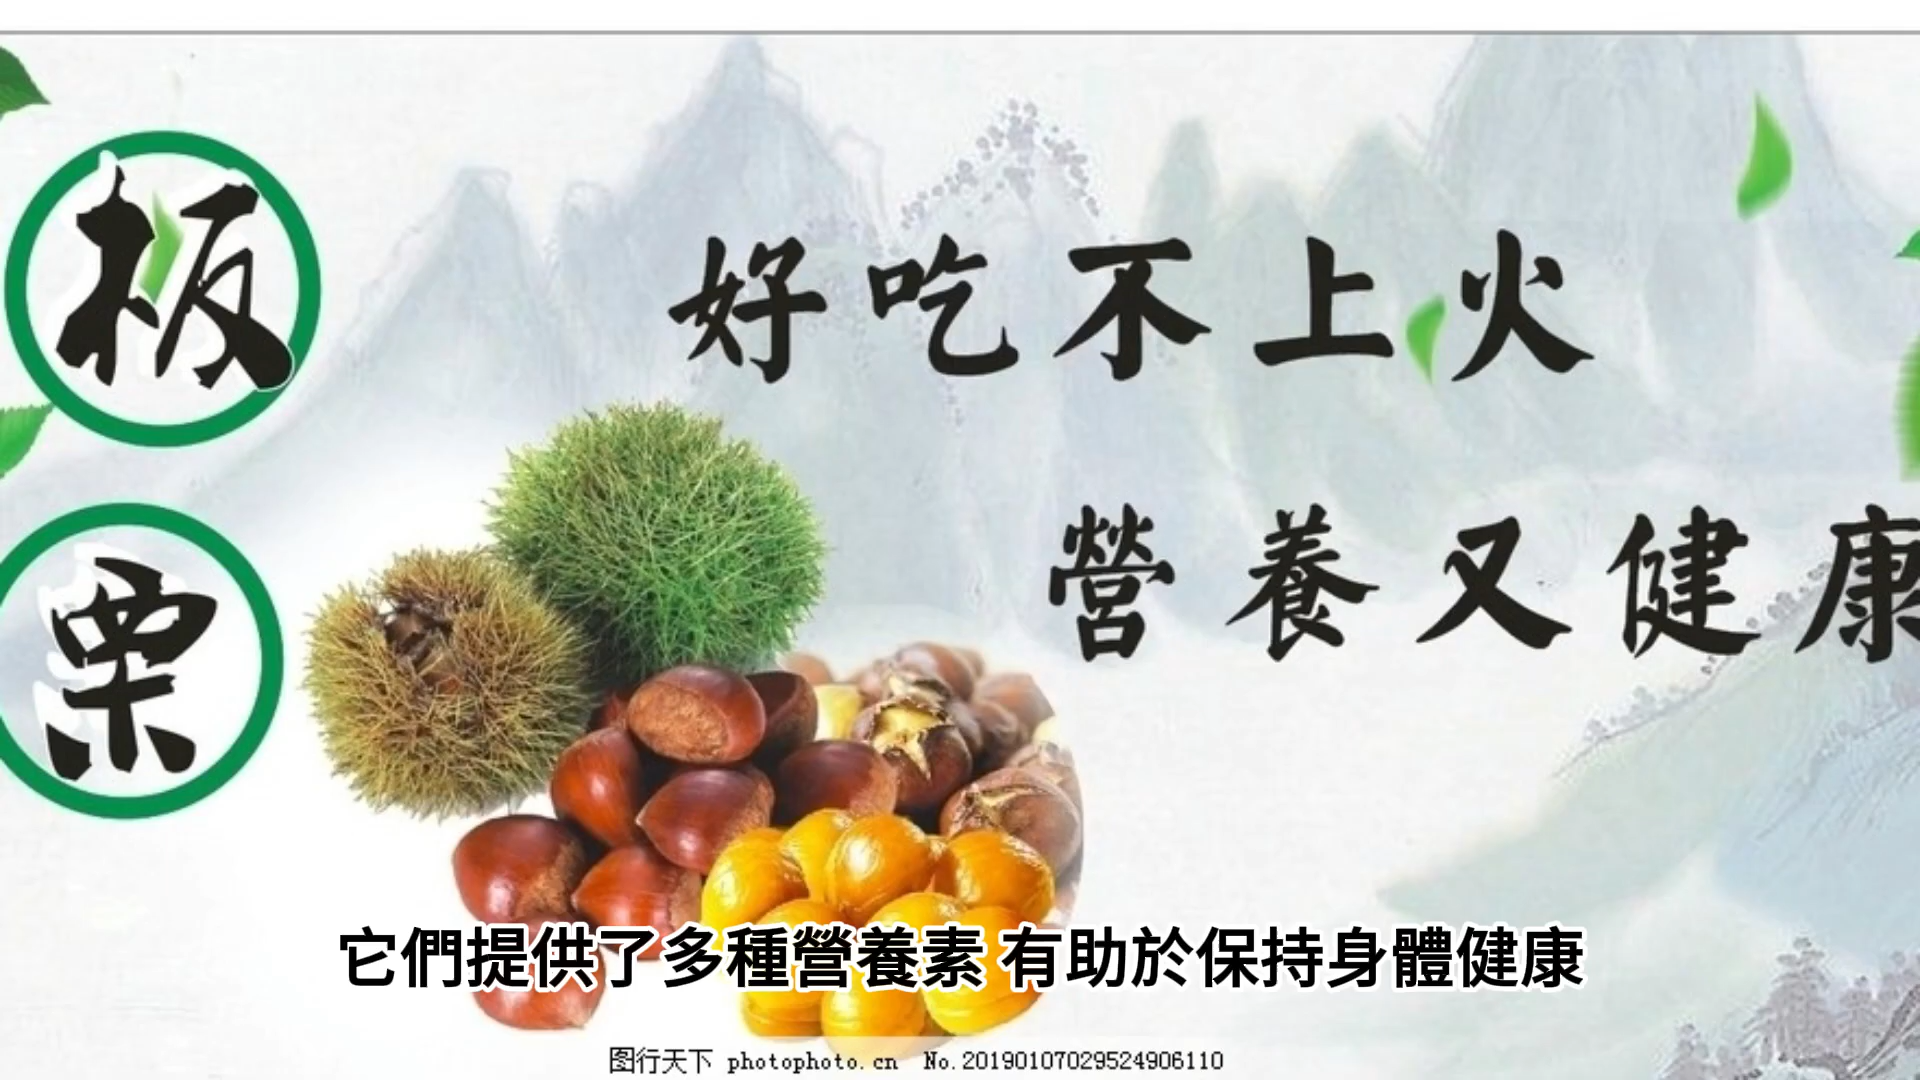 板
栗
好吃不上火
營養又健康
它們提供了多種營養素 有助於保持身體健康
图行天下 photophoto.cn No.20190107029524906110